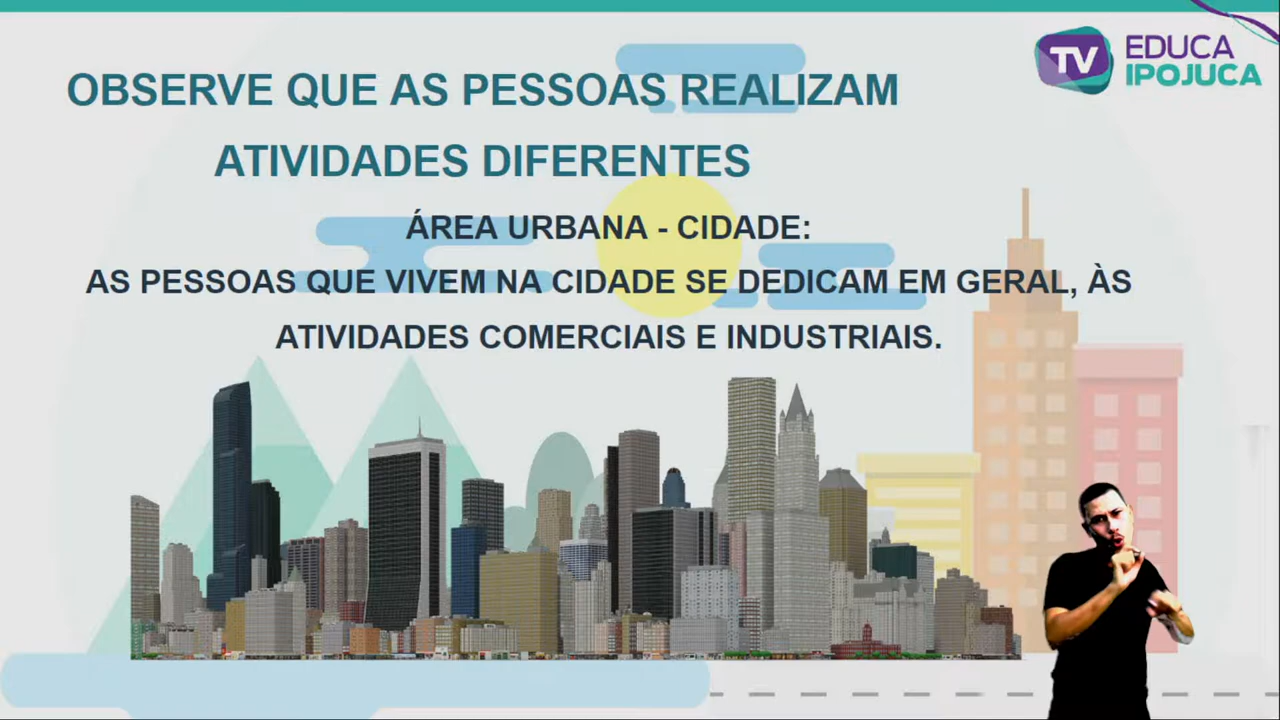 TV EDUCA
IPOJUCA
OBSERVE QUE AS PESSOAS REALIZAM
ATIVIDADES DIFERENTES
ÁREA URBANA - CIDADE:
AS PESSOAS QUE VIVEM NA CIDADE SE DEDICAM EM GERAL, ÀS
ATIVIDADES COMERCIAIS E INDUSTRIAIS.